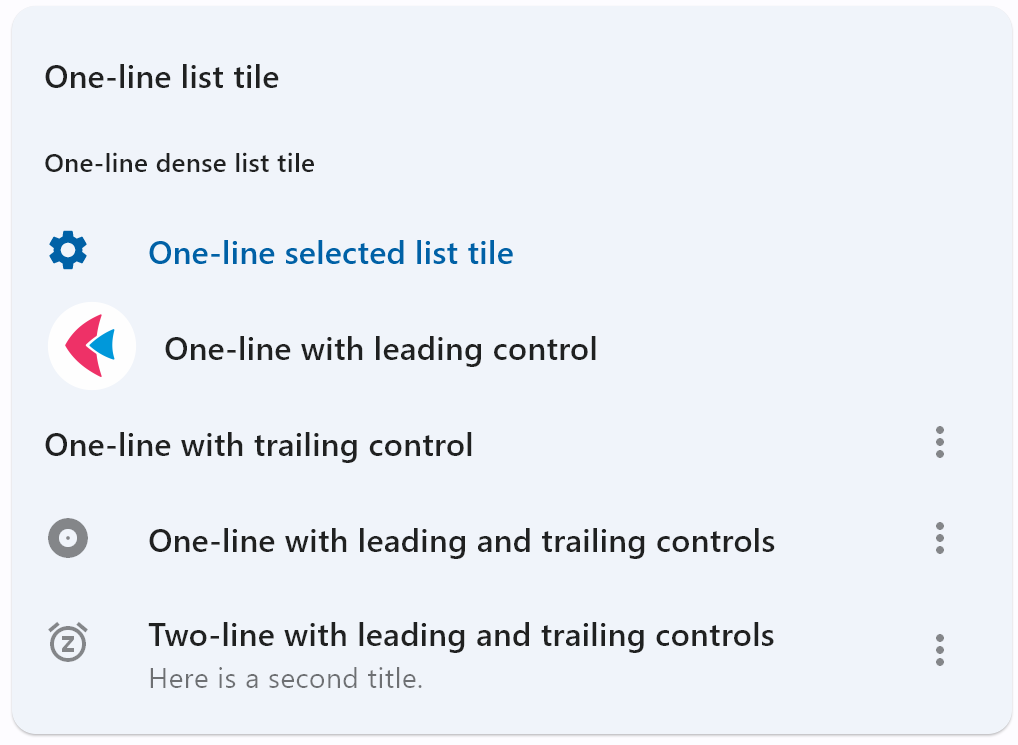 One-line list tile
One-line dense list tile
One-line selected list tile
One-line with leading control
One-line with trailing control
One-line with leading and trailing controls
Two-line with leading and trailing controls
Here is a second title.